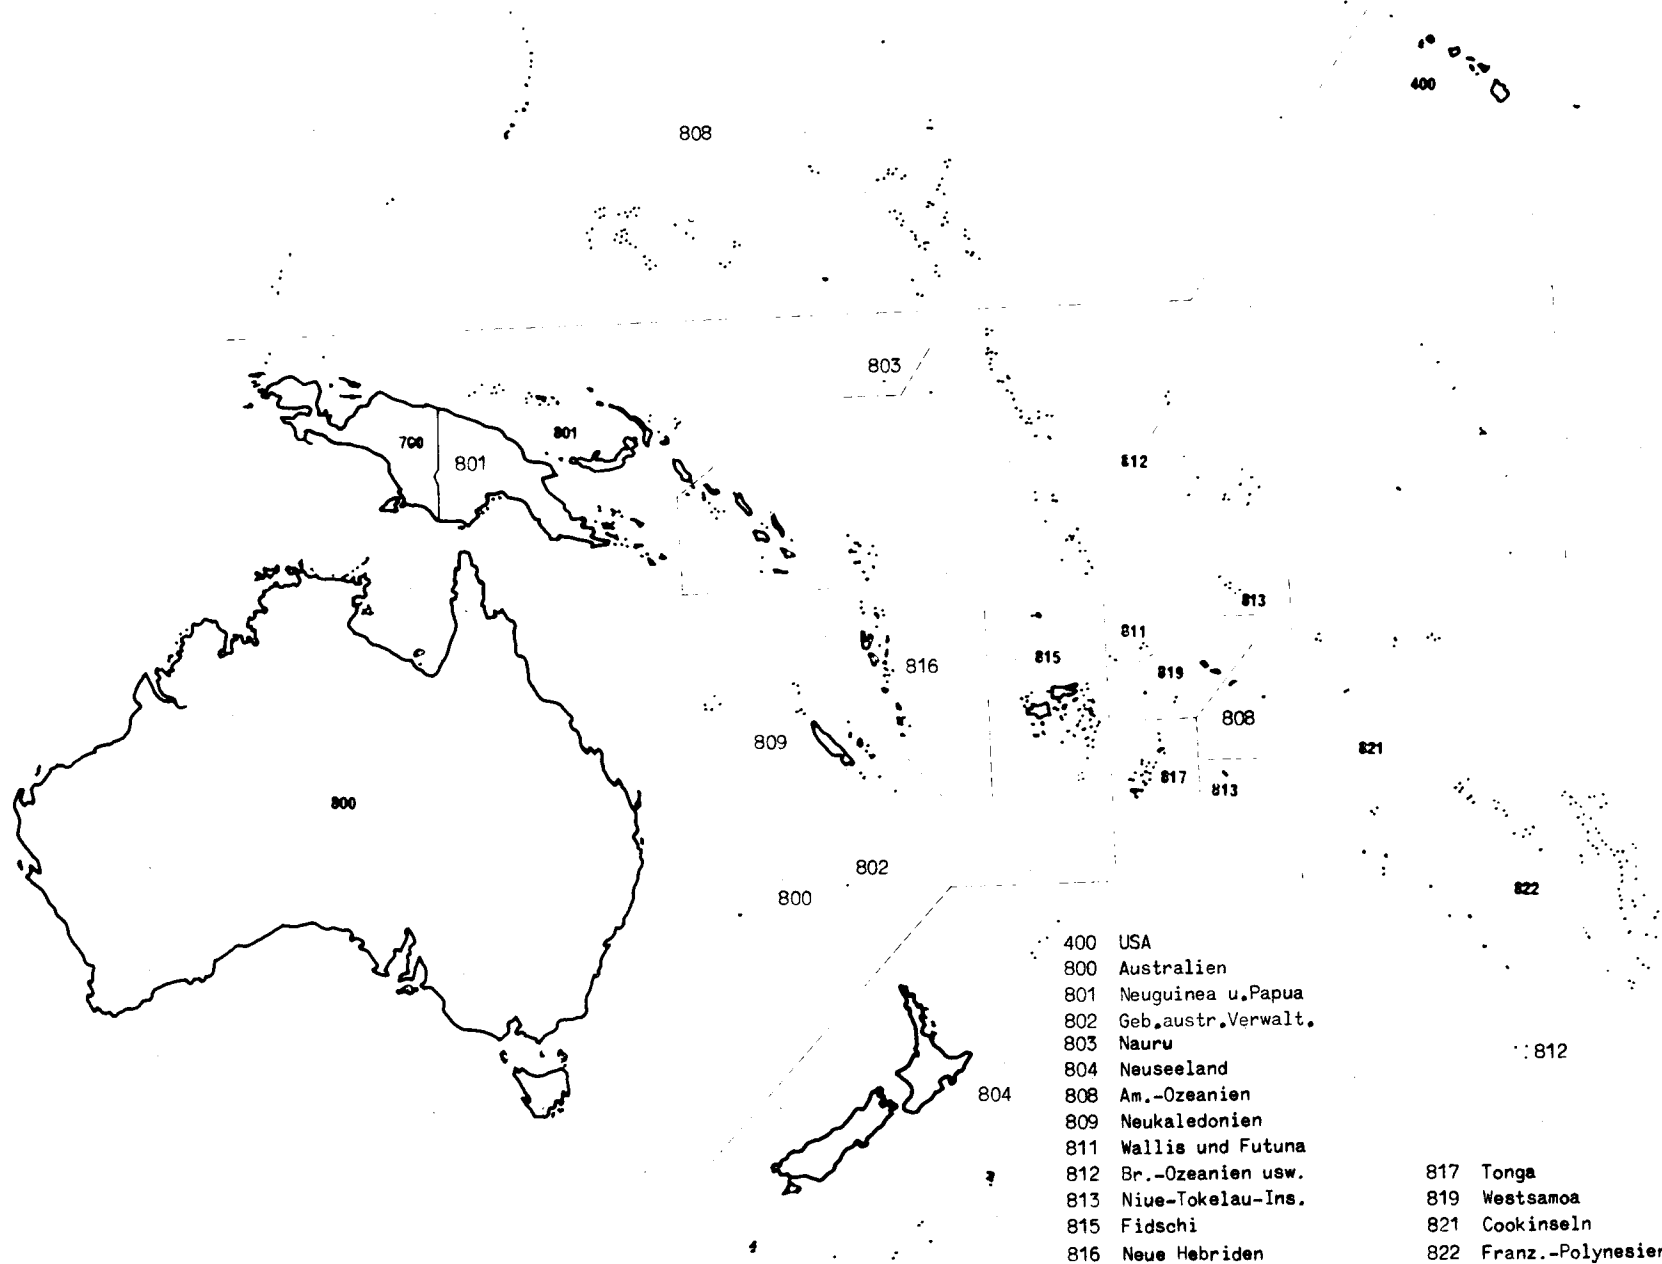 400
808
803
700
801
801
812
813
811
815
819
816
808
809
821
817
813
800
802
822
800
400 USA
800 Australien
801 Neuguinea u.Papua
802 Geb.austr.Verwalt.
803 Nauru
804 Neuseeland
808 Am.-Ozeanien
809 Neukaledonien
811 Wallis und Futuna
812 Br.-Ozeanien usw.
813 Niue-Tokelau-Ins.
815 Fidschi
816 Neue Hebriden
812
804
817 Tonga
819 Westsamoa
821 Cookinseln
822 Franz.-Polynesien